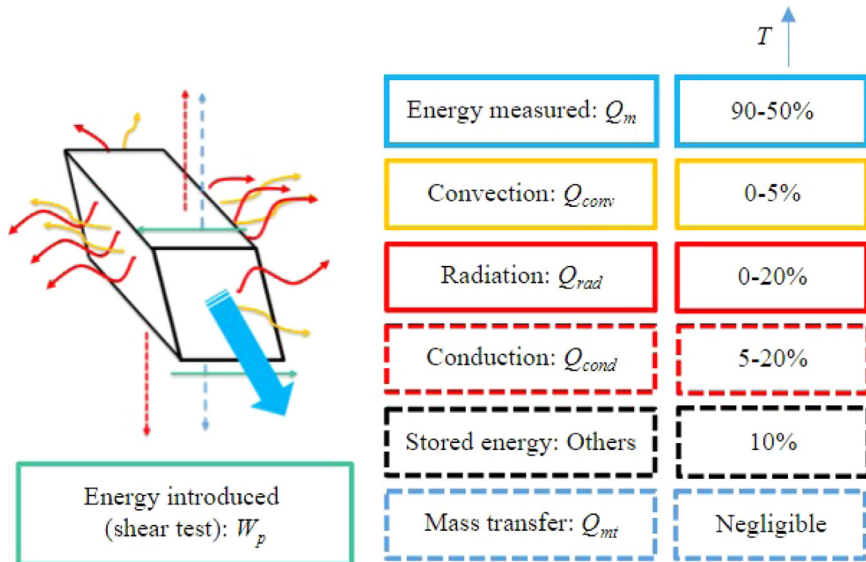 T
Energy measured: Qm
90-50%
Convection: Qconv
0-5%
Radiation: Qrad
0-20%
Conduction: Qcond
5-20%
Stored energy: Others
10%
Energy introduced
(shear test): Wp
Mass transfer: Qmt
Negligible